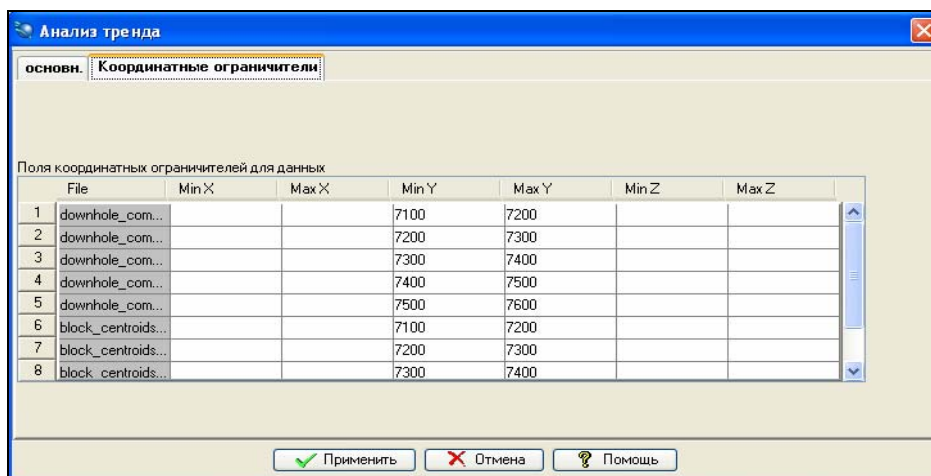 Анализ тренда
основн. Координатные ограничители
Поля координатных ограничителей для данных
File Min X Max X Min Y Max Y Min Z Max Z
1 downhole_com... 7100 7200
2 downhole_com... 7200 7300
3 downhole_com... 7300 7400
4 downhole_com... 7400 7500
5 downhole_com... 7500 7600
6 block_centroids... 7100 7200
7 block_centroids... 7200 7300
8 block_centroids... 7300 7400
Применить Отмена Помощь